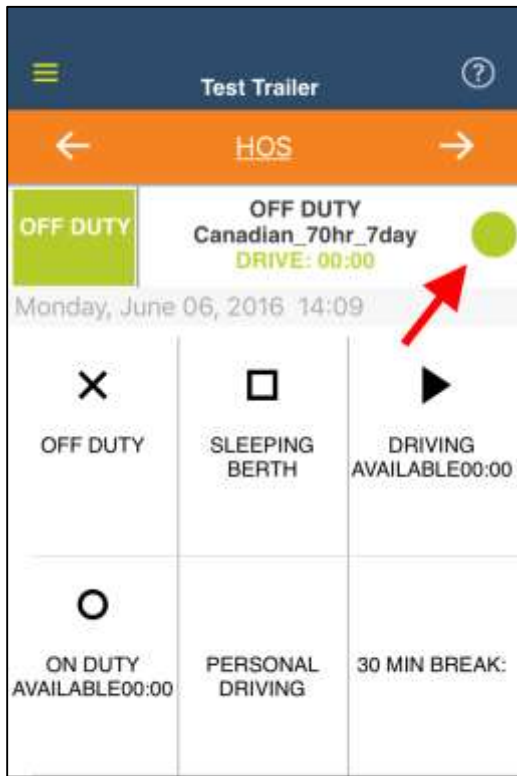 Test Trailer
?
HOS
OFF DUTY
OFF DUTY
Canadian_70hr_7day
DRIVE: 00:00
Monday, June 06, 2016 14:09
OFF DUTY
SLEEPING
BERTH
DRIVING
AVAILABLE00:00
ON DUTY
AVAILABLE00:00
PERSONAL
DRIVING
30 MIN BREAK: